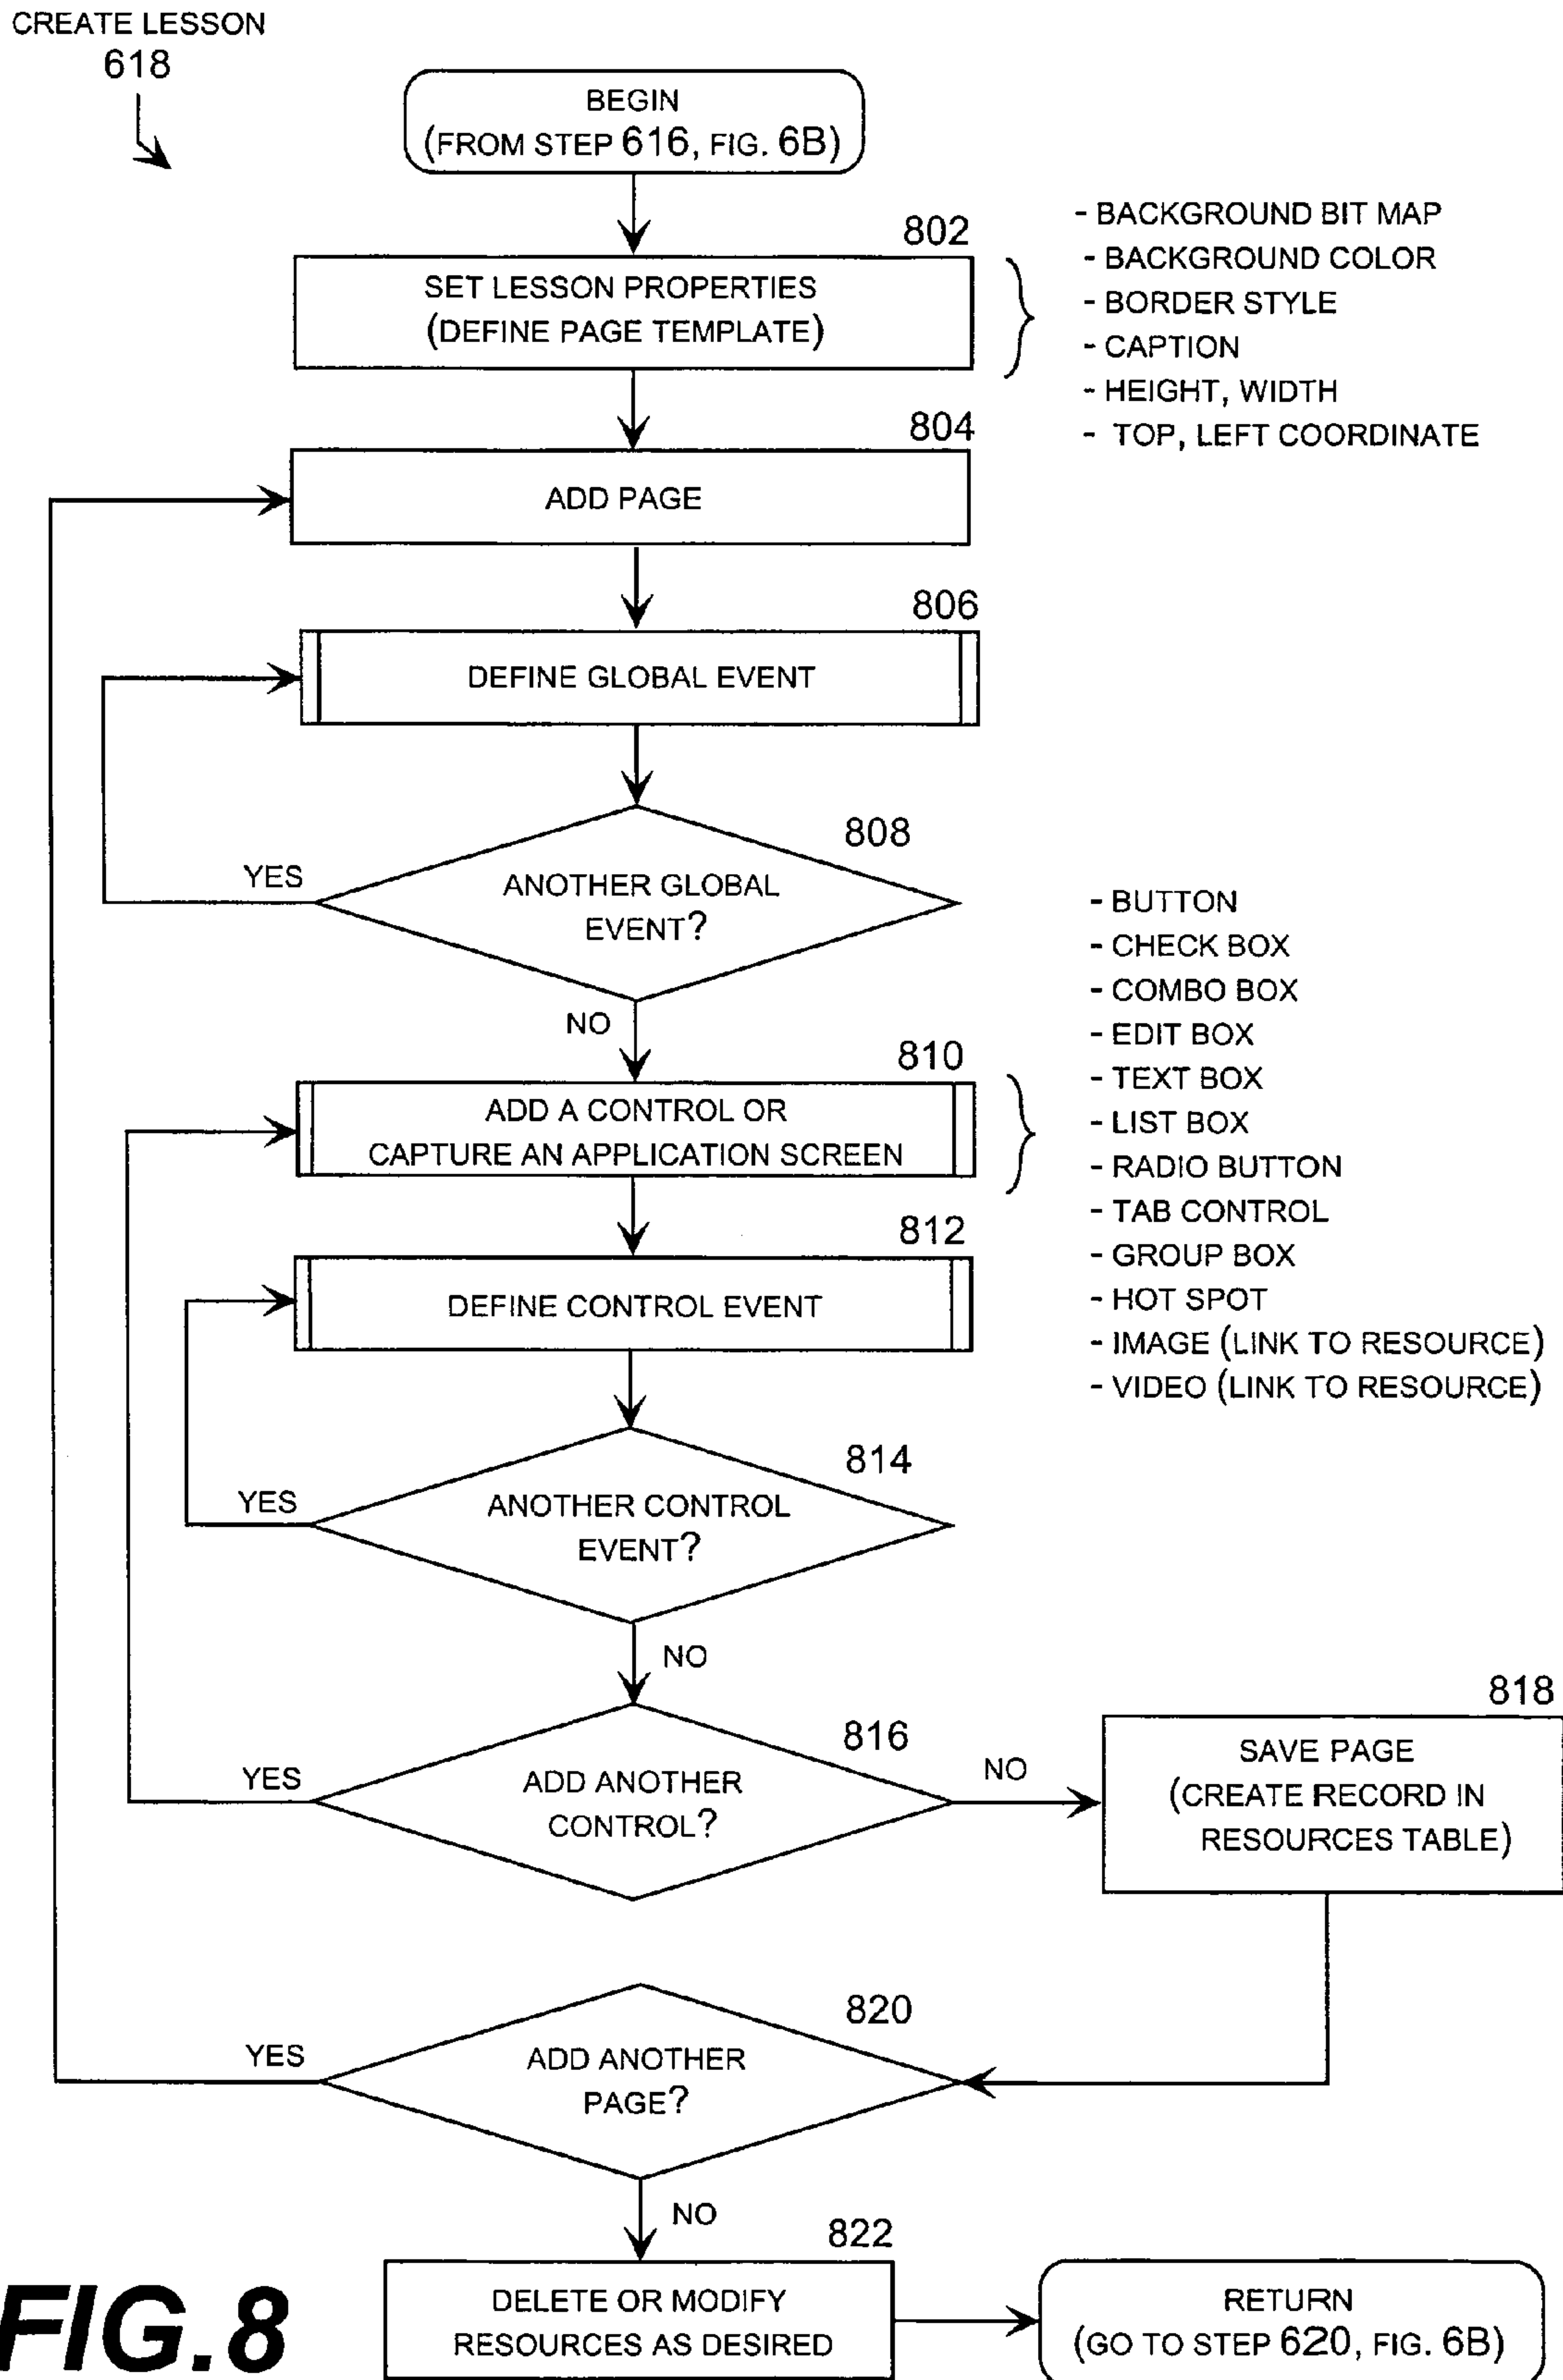 CREATE LESSON
618
BEGIN
(FROM STEP 616, FIG. 6B)
802
SET LESSON PROPERTIES
(DEFINE PAGE TEMPLATE)
- BACKGROUND BIT MAP
- BACKGROUND COLOR
- BORDER STYLE
- CAPTION
- HEIGHT, WIDTH
- TOP, LEFT COORDINATE
804
ADD PAGE
806
DEFINE GLOBAL EVENT
808
YES
ANOTHER GLOBAL
EVENT?
NO
810
ADD A CONTROL OR
CAPTURE AN APPLICATION SCREEN
- BUTTON
- CHECK BOX
- COMBO BOX
- EDIT BOX
- TEXT BOX
- LIST BOX
- RADIO BUTTON
- TAB CONTROL
- GROUP BOX
- HOT SPOT
- IMAGE (LINK TO RESOURCE)
- VIDEO (LINK TO RESOURCE)
812
DEFINE CONTROL EVENT
814
YES
ANOTHER CONTROL
EVENT?
NO
816
YES
ADD ANOTHER
CONTROL?
NO
818
SAVE PAGE
(CREATE RECORD IN
RESOURCES TABLE)
820
YES
ADD ANOTHER
PAGE?
NO
822
DELETE OR MODIFY
RESOURCES AS DESIRED
RETURN
(GO TO STEP 620, FIG. 6B)
FIG.8